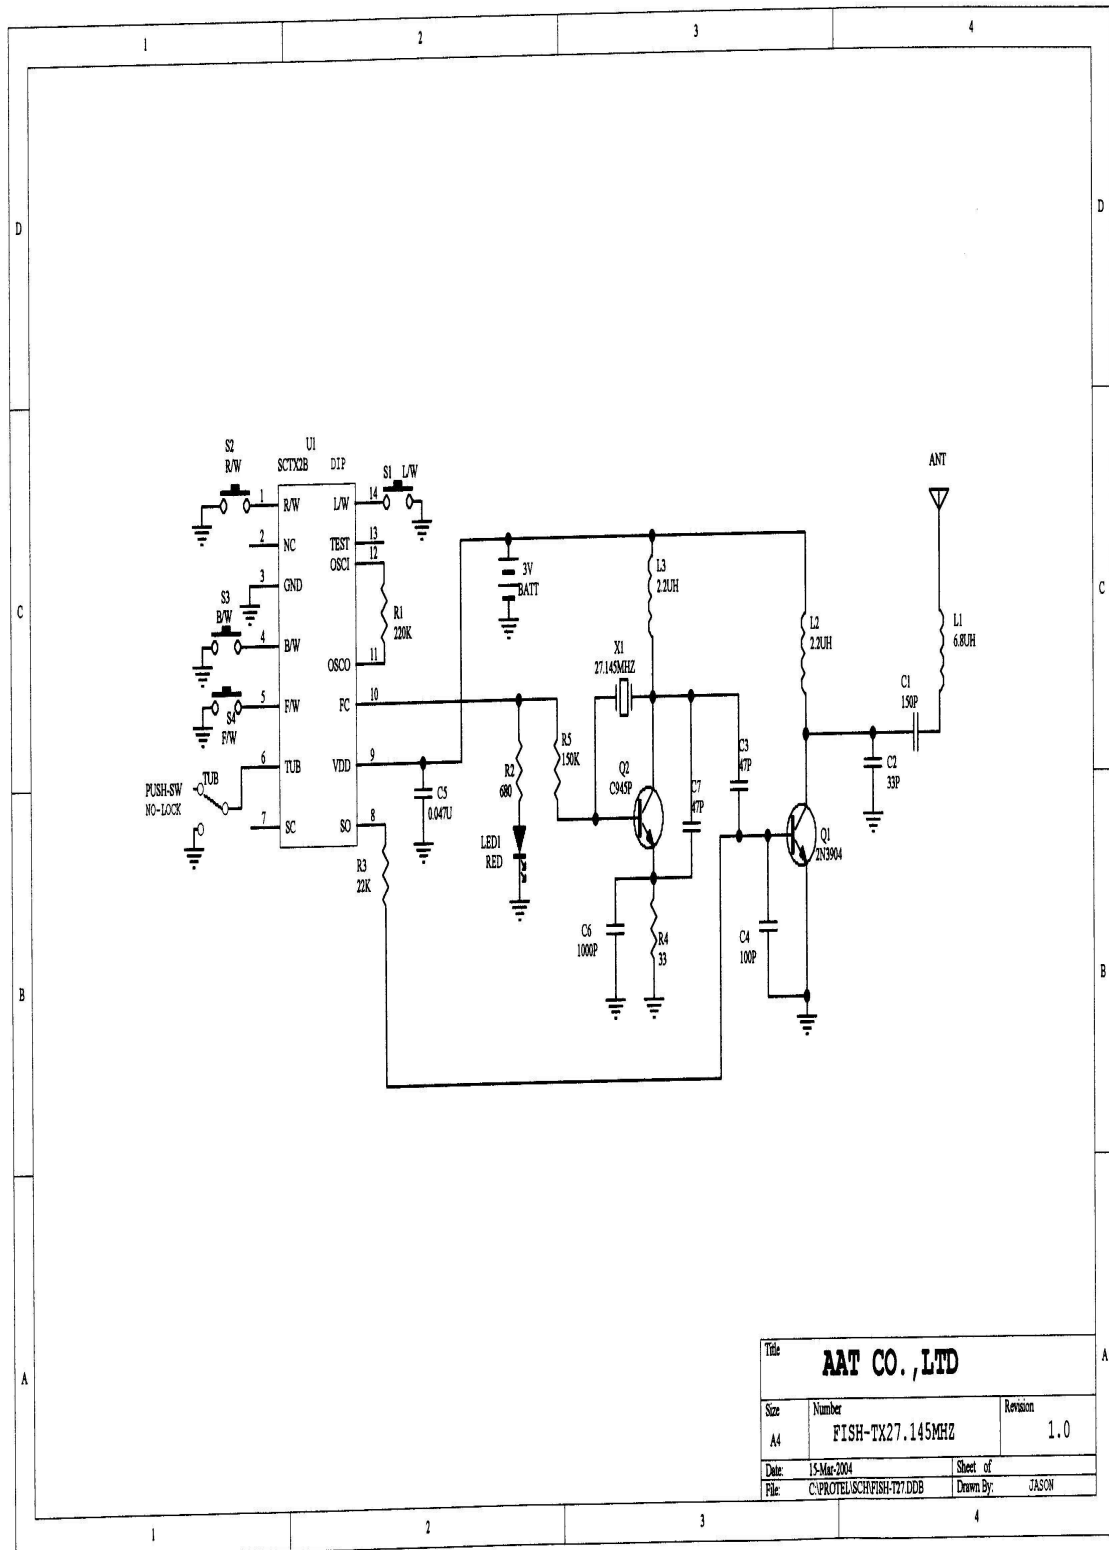 1 2 3 4
D D
C C
B B
A A
S2
R/W
U1
SCTX2B DIP
S1 L/W
ANT
1 R/W L/W 14
2 NC TEST 13
OSCI 12
3 GND
S3
B/W
4 B/W OSCO 11
R1
220K
5 F/W FC 10
S4
F/W
6 TUB VDD 9
TUB
PUSH-SW
NO-LOCK
7 SC SO 8
R3
22K
C5
0.047U
3V
BATT
R2
680
LED1
RED
R5
150K
X1
27.145MHZ
L3
2.2UH
Q2
C945P
C7
47P
C3
47P
C6
1000P
R4
33
C4
100P
L2
2.2UH
Q1
2N3904
C2
33P
C1
150P
L1
6.8UH
Title
AAT CO.,LTD
Size Number Revision
A4 FISH-TX27.145MHZ 1.0
Date: 15-Mar-2004 Sheet of
File: C:\PROTEL\SCH\FISH-T27.DDB Drawn By: JASON
1 2 3 4